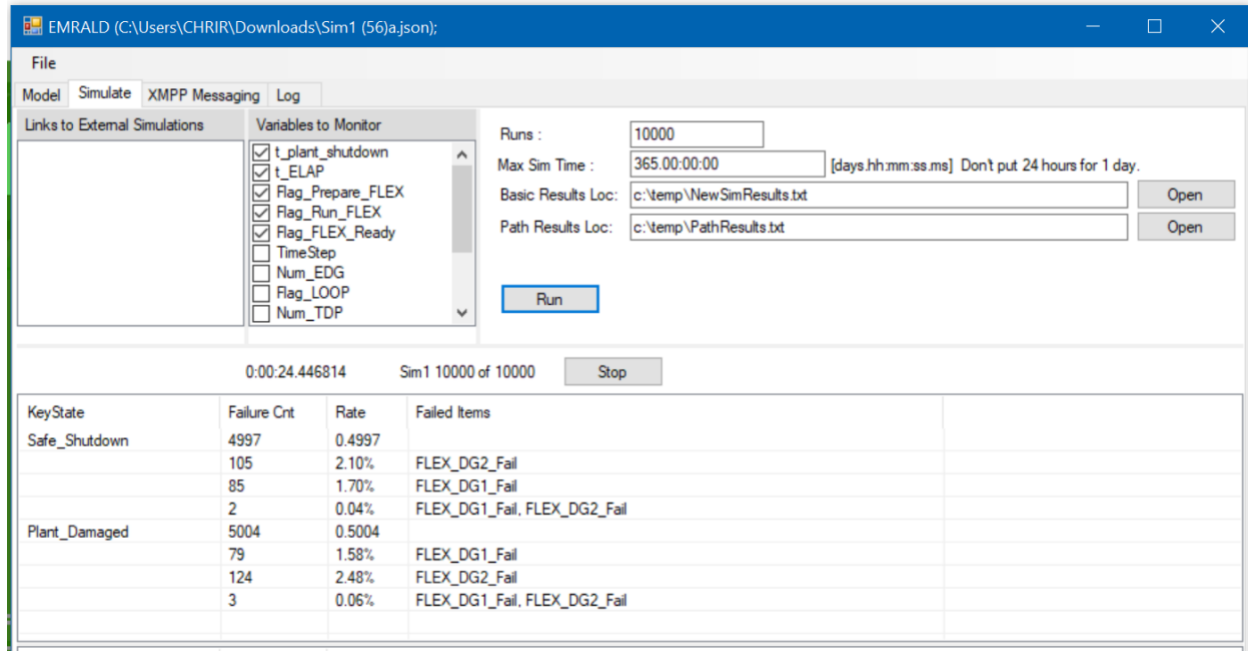 EMRALD (C:\Users\CHRIR\Downloads\Sim1 (56)a.json);
File
Model Simulate XMPP Messaging Log
Links to External Simulations
Variables to Monitor
t_plant_shutdown
t_ELAP
Flag_Prepare_FLEX
Flag_Run_FLEX
Flag_FLEX_Ready
TimeStep
Num_EDG
Flag_LOOP
Num_TDP
Runs : 10000
Max Sim Time : 365.00:00:00 [days.hh:mm:ss.ms] Don't put 24 hours for 1 day.
Basic Results Loc: c:\temp\NewSimResults.txt Open
Path Results Loc: c:\temp\PathResults.txt Open
Run
0:00:24.446814 Sim1 10000 of 10000 Stop
KeyState Failure Cnt Rate Failed Items
Safe_Shutdown 4997 0.4997
105 2.10% FLEX_DG2_Fail
85 1.70% FLEX_DG1_Fail
2 0.04% FLEX_DG1_Fail, FLEX_DG2_Fail
Plant_Damaged 5004 0.5004
79 1.58% FLEX_DG1_Fail
124 2.48% FLEX_DG2_Fail
3 0.06% FLEX_DG1_Fail, FLEX_DG2_Fail